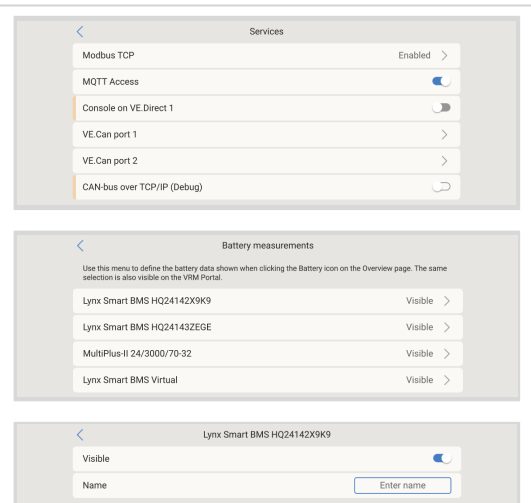 Services
Modbus TCP Enabled
MQTT Access
Console on VE.Direct 1
VE.Can port 1
VE.Can port 2
CAN-bus over TCP/IP (Debug)
Battery measurements
Use this menu to define the battery data shown when clicking the Battery icon on the Overview page. The same
selection is also visible on the VRM Portal.
Lynx Smart BMS HQ24142X9K9 Visible
Lynx Smart BMS HQ24143ZEGE Visible
MultiPlus-II 24/3000/70-32 Visible
Lynx Smart BMS Virtual Visible
Lynx Smart BMS HQ24142X9K9
Visible
Name Enter name